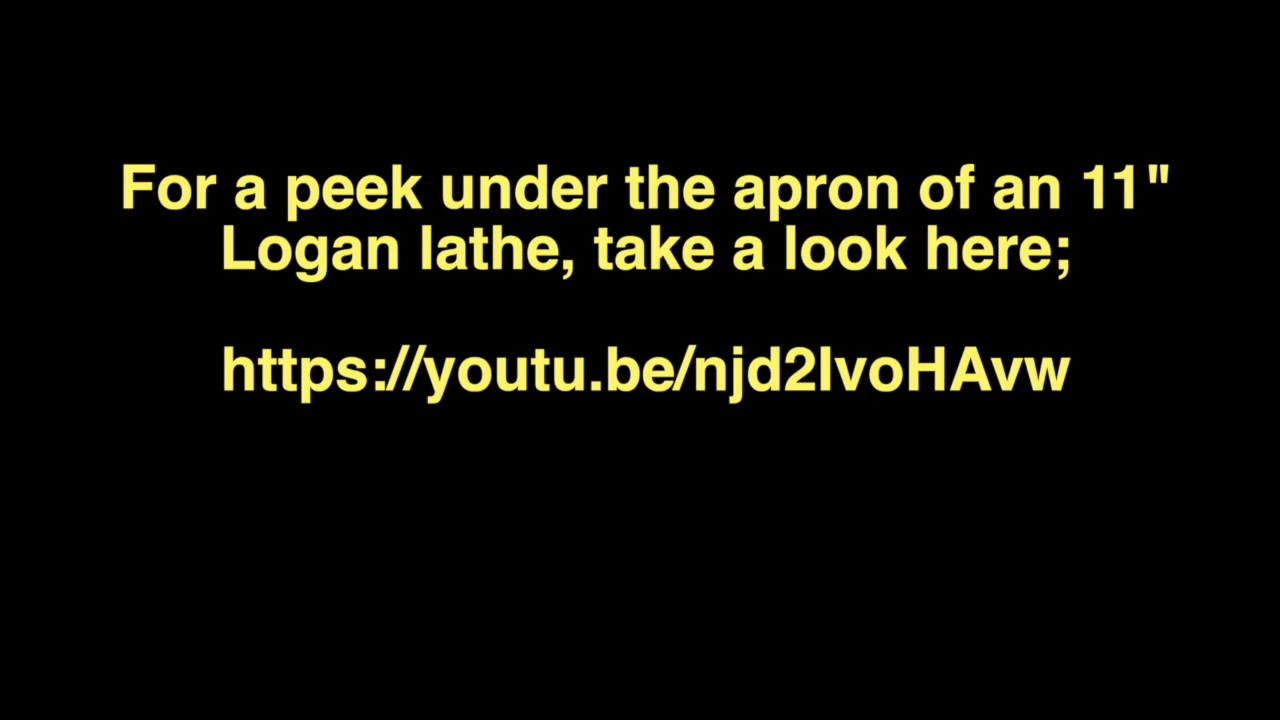 For a peek under the apron of an 11"
Logan lathe, take a look here;
https://youtu.be/njd2lvoHAvw